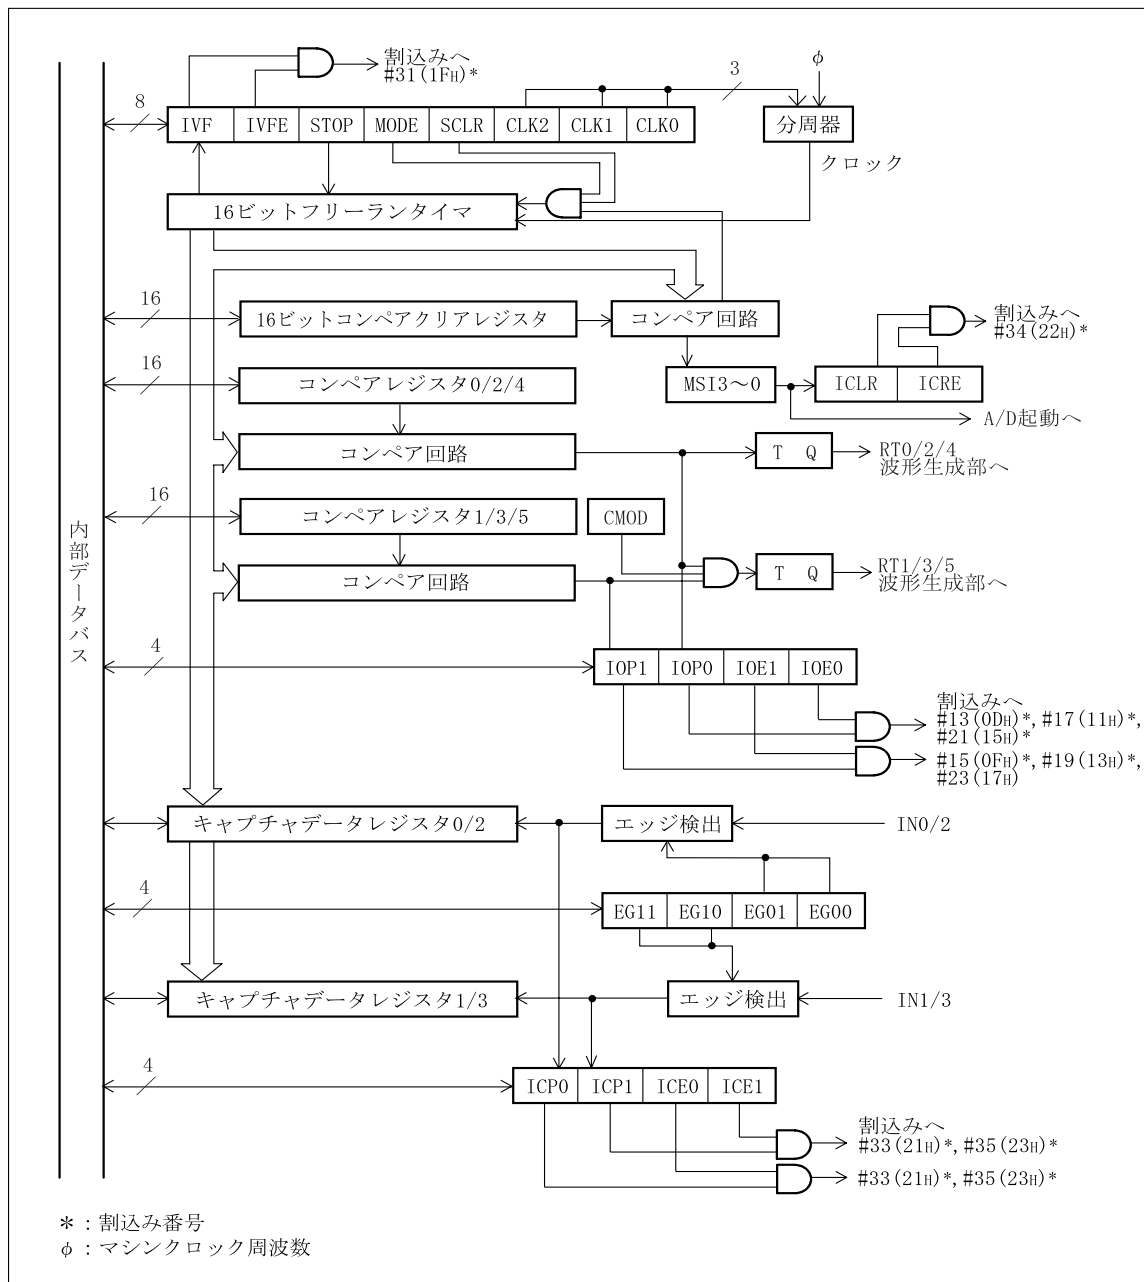 割込みへ
#31(1FH)*
3
φ
8
IVF IVFE STOP MODE SCLR CLK2 CLK1 CLK0
分周器
クロック
16ビットフリーランタイマ
16
16ビットコンペアクリアレジスタ
コンペア回路
割込みへ
#34(22H)*
16
コンペアレジスタ0/2/4
MSI3〜0
ICLR ICRE
A/D起動へ
コンペア回路
T Q
RT0/2/4
波形生成部へ
16
コンペアレジスタ1/3/5
CMOD
コンペア回路
T Q
RT1/3/5
波形生成部へ
内部データバス
4
IOP1 IOP0 IOE1 IOE0
割込みへ
#13(0DH)*, #17(11H)*,
#21(15H)*
#15(0FH)*, #19(13H)*,
#23(17H)
キャプチャデータレジスタ0/2
エッジ検出
IN0/2
4
EG11 EG10 EG01 EG00
キャプチャデータレジスタ1/3
エッジ検出
IN1/3
4
ICP0 ICP1 ICE0 ICE1
割込みへ
#33(21H)*, #35(23H)*
#33(21H)*, #35(23H)*
* : 割込み番号
φ : マシンクロック周波数